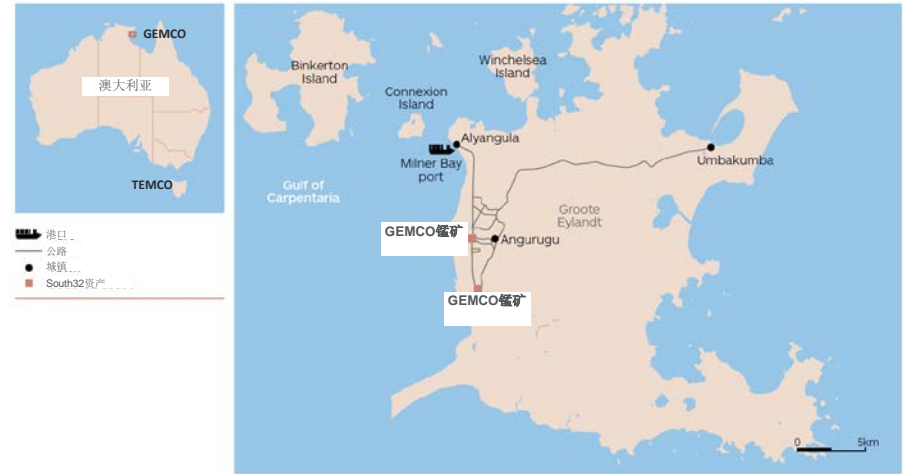 GEMCO
澳大利亚
TEMCO
港口
公路
城镇
South32资产
Binkerton
Island
Winchelsea
Island
Connexion
Island
Alyangula
Milner Bay
port
Umbakumba
Gulf of
Carpentaria
Groote
Eylandt
GEMCO锰矿
Angurugu
GEMCO锰矿
0 5km